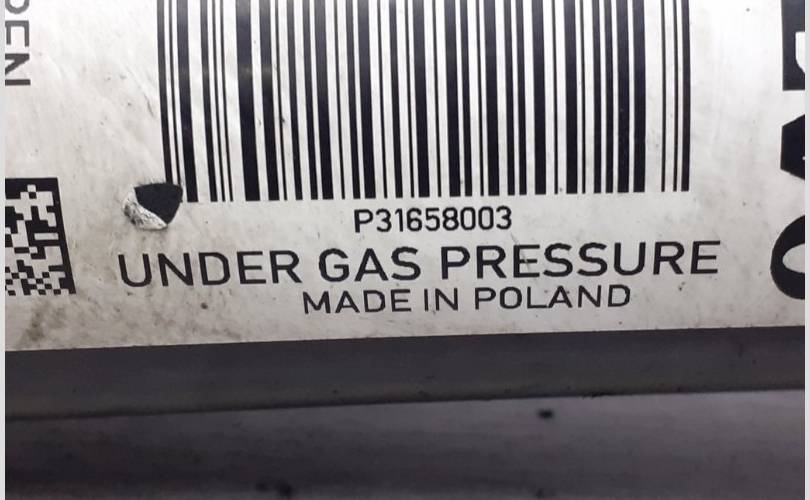 P31658003
UNDER GAS PRESSURE
MADE IN POLAND